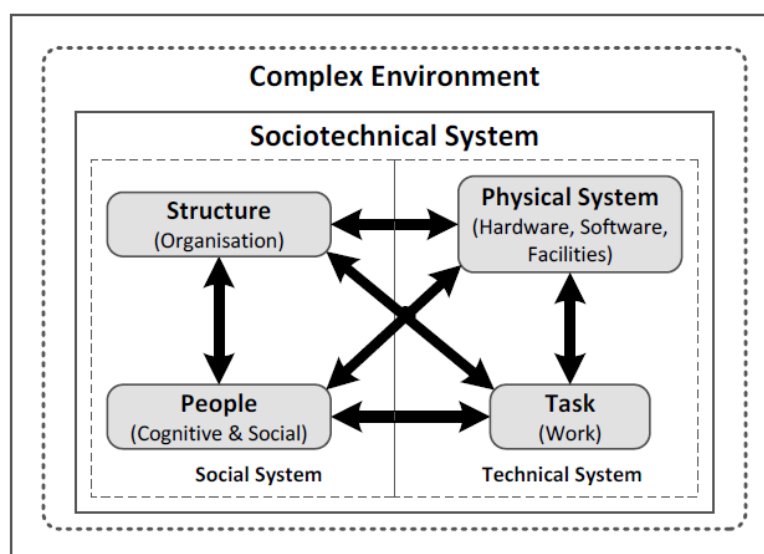 Complex Environment
Sociotechnical System
Structure
(Organisation)
Physical System
(Hardware, Software,
Facilities)
People
(Cognitive & Social)
Task
(Work)
Social System
Technical System